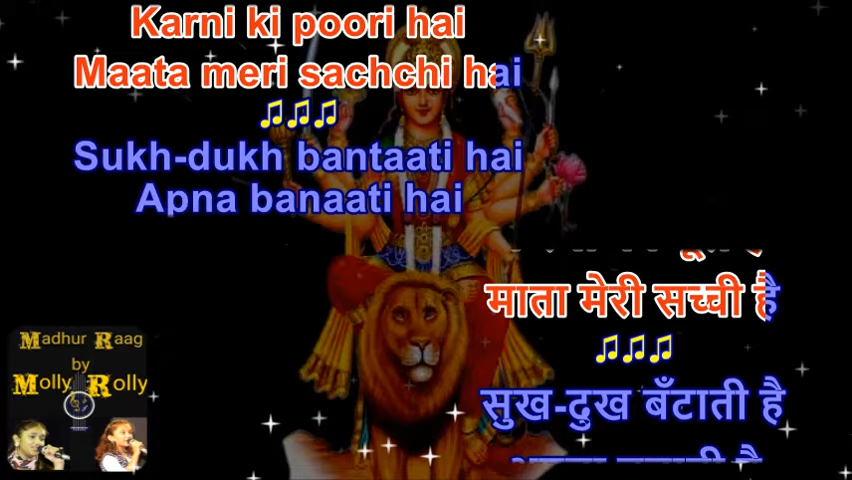 Karni ki poori hai
Maata meri sachchi hai
Sukh-dukh bantaati hai
Apna banaati hai
माता मेरी सच्ची है
सुख-दुख बँटाती है
Madhur Raag
by
Molly Rolly